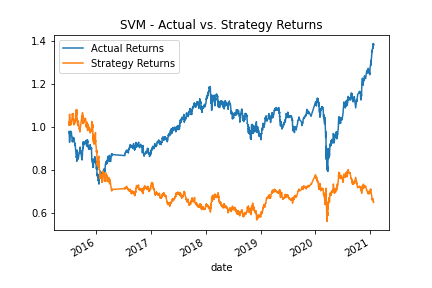 SVM - Actual vs. Strategy Returns
Actual Returns
Strategy Returns
1.4
1.2
1.0
0.8
0.6
2016
2017
2018
2019
2020
2021
date